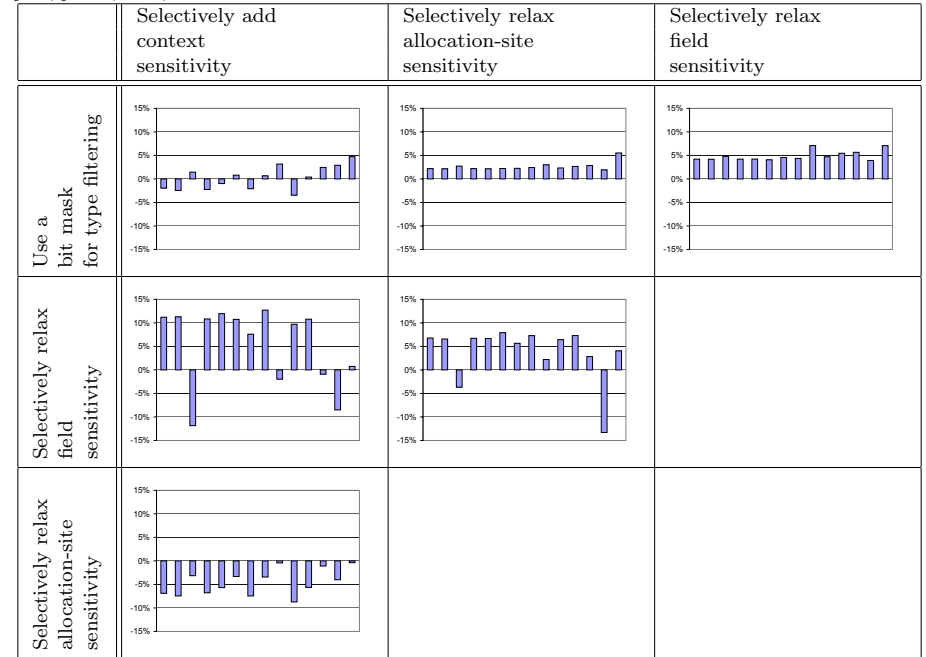 Selectively add
context
sensitivity
Selectively relax
allocation-site
sensitivity
Selectively relax
field
sensitivity
Use a
bit mask
for type filtering
15%
10%
5%
0%
-5%
-10%
-15%
15%
10%
5%
0%
-5%
-10%
-15%
15%
10%
5%
0%
-5%
-10%
-15%
Selectively relax
field
sensitivity
15%
10%
5%
0%
-5%
-10%
-15%
15%
10%
5%
0%
-5%
-10%
-15%
Selectively relax
allocation-site
sensitivity
15%
10%
5%
0%
-5%
-10%
-15%